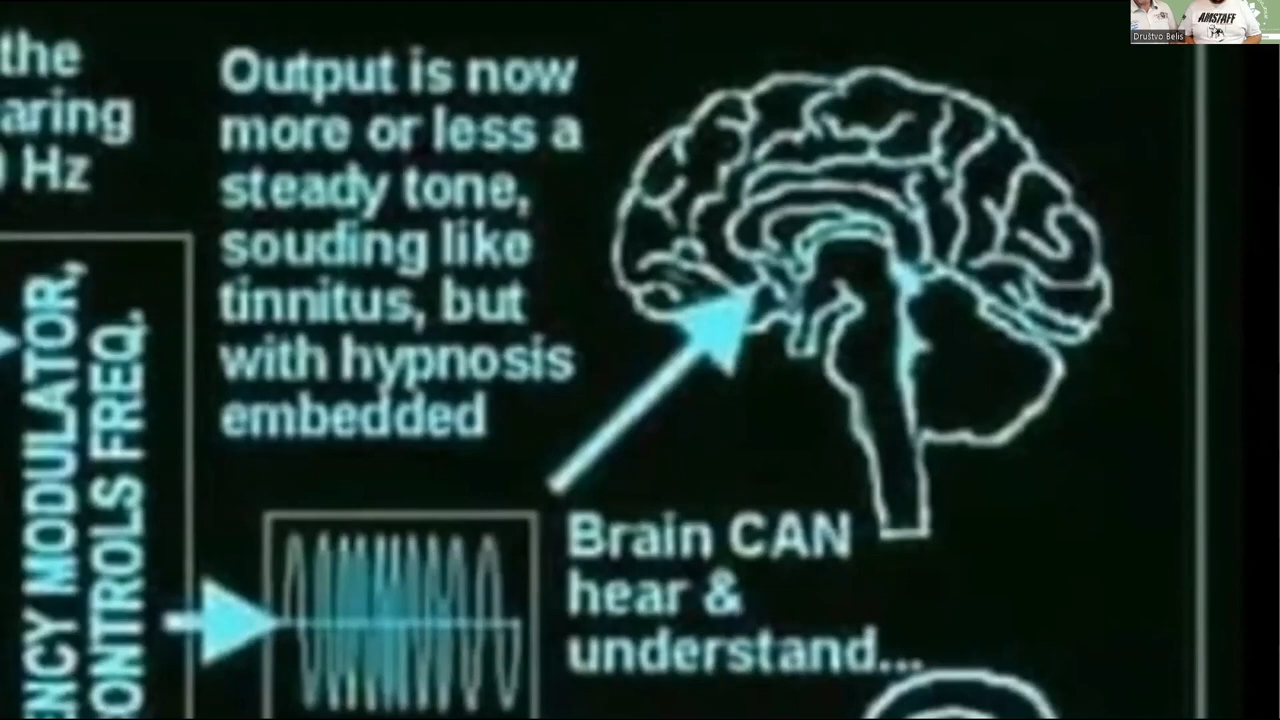 the
aring
Hz
Output is now
more or less a
steady tone,
souding like
tinnitus, but
with hypnosis
embedded
ENCY MODULATOR,
ONTROLS FREQ.
Brain CAN
hear &
understand...
Društvo Belis
AMSTAFF